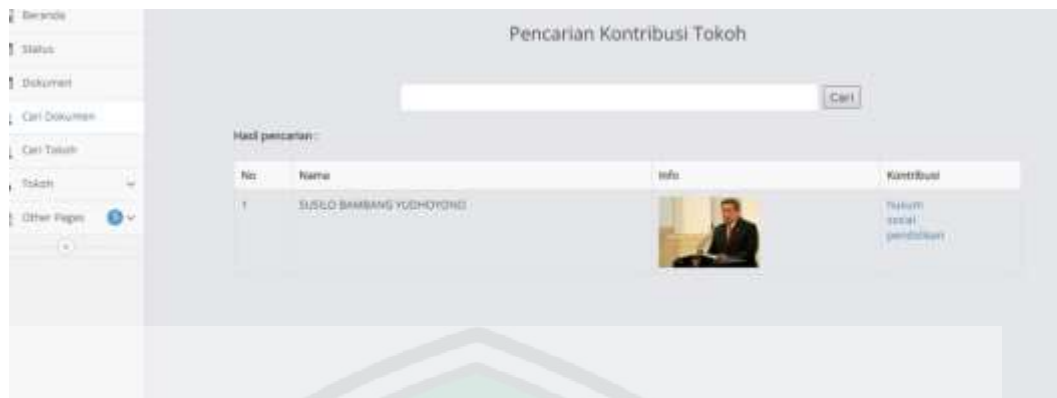 Beranda
Status
Dokumen
Cari Dokumen
Cari Tokoh
Tokoh
Other Pages
Pencarian Kontribusi Tokoh
Cari
Hasil pencarian :
No Nama Info Kontribusi
1 SUSILO BAMBANG YUDHOYONO hukum
sosial
pendidikan